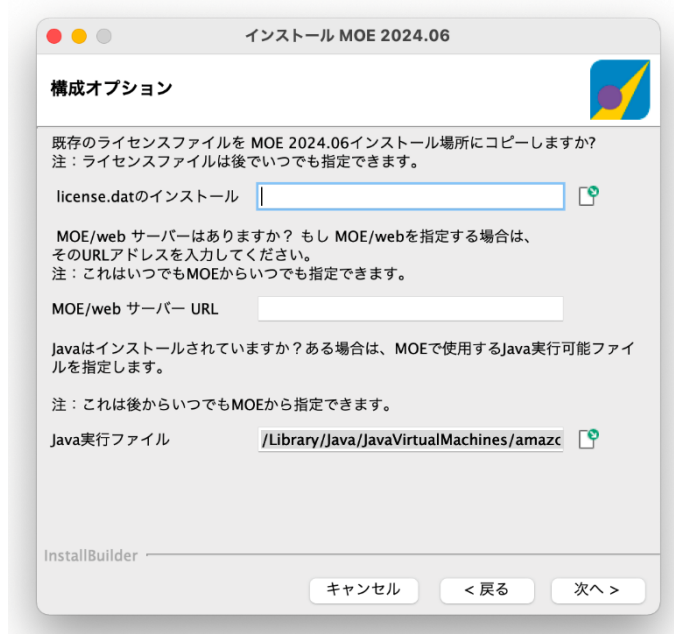 インストール MOE 2024.06
構成オプション
既存のライセンスファイルを MOE 2024.06インストール場所にコピーしますか?
注：ライセンスファイルは後でいつでも指定できます。
license.datのインストール
MOE/web サーバーはありますか？ もし MOE/webを指定する場合は、
そのURLアドレスを入力してください。
注：これはいつでもMOEからいつでも指定できます。
MOE/web サーバー URL
Javaはインストールされていますか？ある場合は、MOEで使用するJava実行可能ファイ
ルを指定します。
注：これは後からいつでもMOEから指定できます。
Java実行ファイル /Library/Java/JavaVirtualMachines/amazc
InstallBuilder
キャンセル < 戻る 次へ >